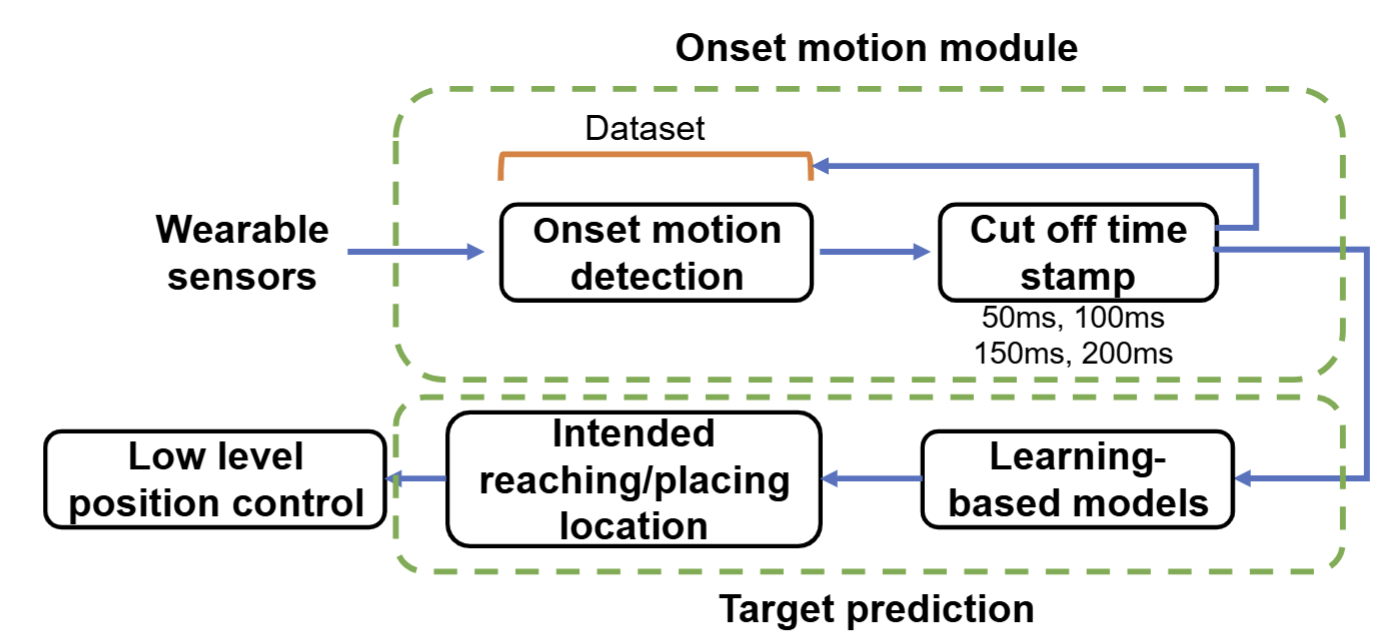 Onset motion module
Dataset
Wearable
sensors
Onset motion
detection
Cut off time
stamp
50ms, 100ms
150ms, 200ms
Low level
position control
Intended
reaching/placing
location
Learning-
based models
Target prediction